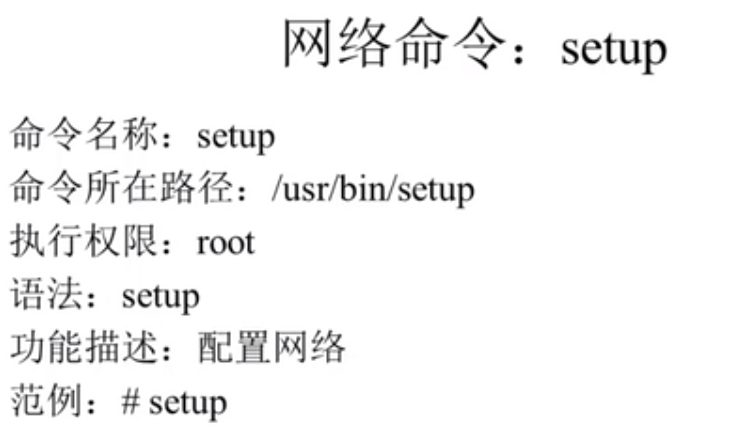 网络命令：setup
命令名称：setup
命令所在路径：/usr/bin/setup
执行权限：root
语法：setup
功能描述：配置网络
范例：# setup